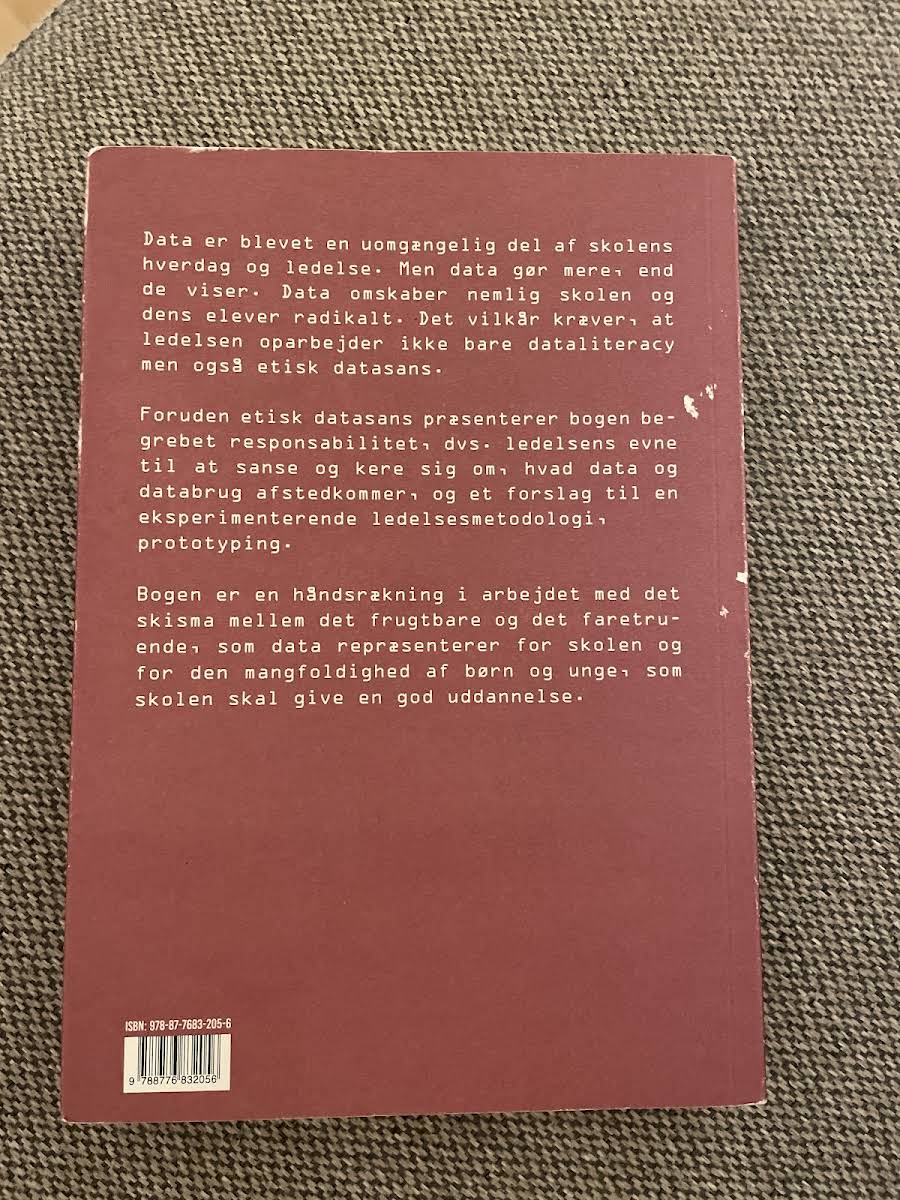 Data er blevet en uomgængelig del af skolens
hverdag og ledelse. Men data gør mere, end
de viser. Data omskaber nemlig skolen og
dens elever radikalt. Det vilkår kræver, at
ledelsen oparbejder ikke bare dataliteracy
men også etisk datasans.
Foruden etisk datasans præsenterer bogen be-
grebet responsabilitet, dvs. ledelsens evne
til at sanse og kere sig om, hvad data og
databrug afstedkommer, og et forslag til en
eksperimenterende ledelsesmetodologi,
prototyping.
Bogen er en håndsrækning i arbejdet med det
skisma mellem det frugtbare og det faretru-
ende, som data repræsenterer for skolen og
for den mangfoldighed af børn og unge, som
skolen skal give en god uddannelse.
ISBN: 978-87-7683-205-6
9 788776 832056